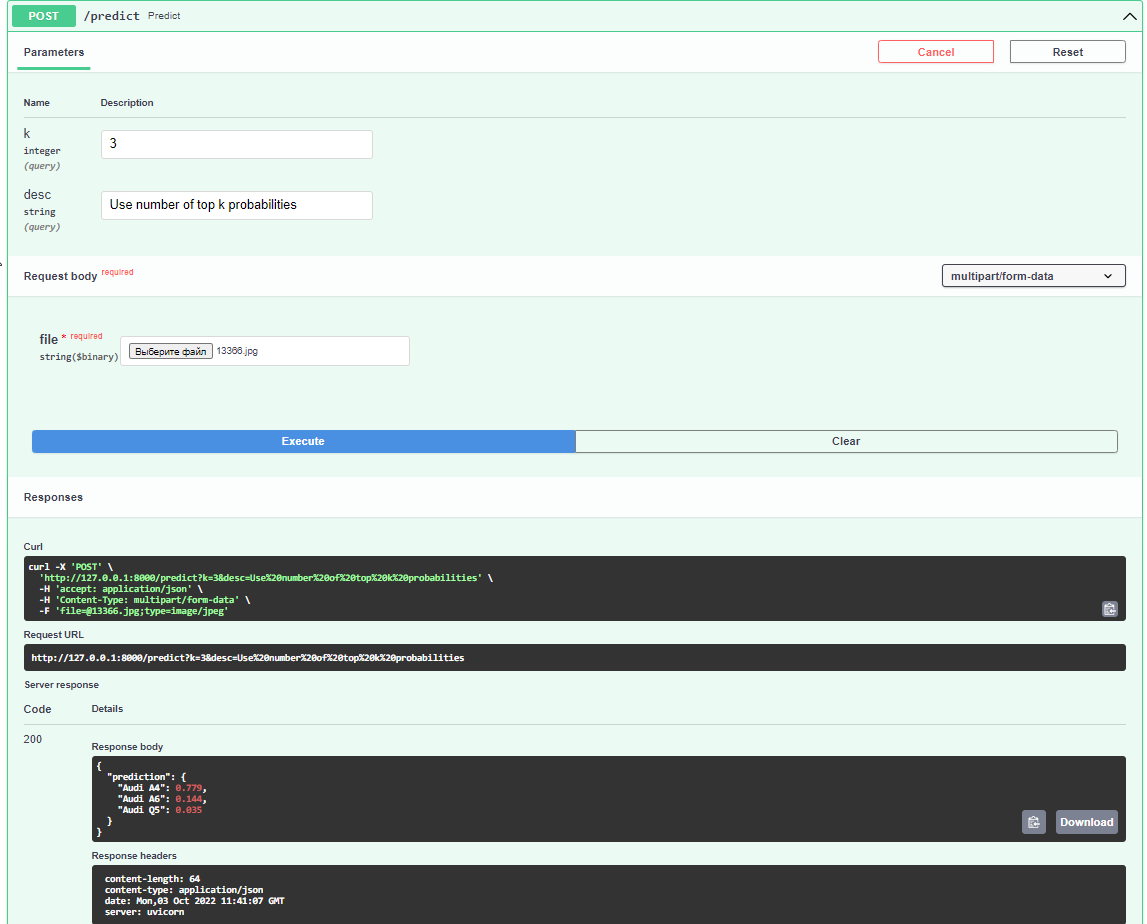 POST /predict Predict
Parameters Cancel Reset
Name Description
k
integer
(query)
3
desc
string
(query)
Use number of top k probabilities
Request body required multipart/form-data
file * required
string($binary)
Выберите файл 13366.jpg
Execute Clear
Responses
Curl
curl -X 'POST' \
'http://127.0.0.1:8000/predict?k=3&desc=Use%20number%20of%20top%20k%20probabilities' \
-H 'accept: application/json' \
-H 'Content-Type: multipart/form-data' \
-F 'file=@13366.jpg;type=image/jpeg'
Request URL
http://127.0.0.1:8000/predict?k=3&desc=Use%20number%20of%20top%20k%20probabilities
Server response
Code Details
200
Response body
{
"prediction": {
"Audi A4": 0.779,
"Audi A6": 0.144,
"Audi Q5": 0.035
}
}
Download
Response headers
content-length: 64
content-type: application/json
date: Mon,03 Oct 2022 11:41:07 GMT
server: uvicorn